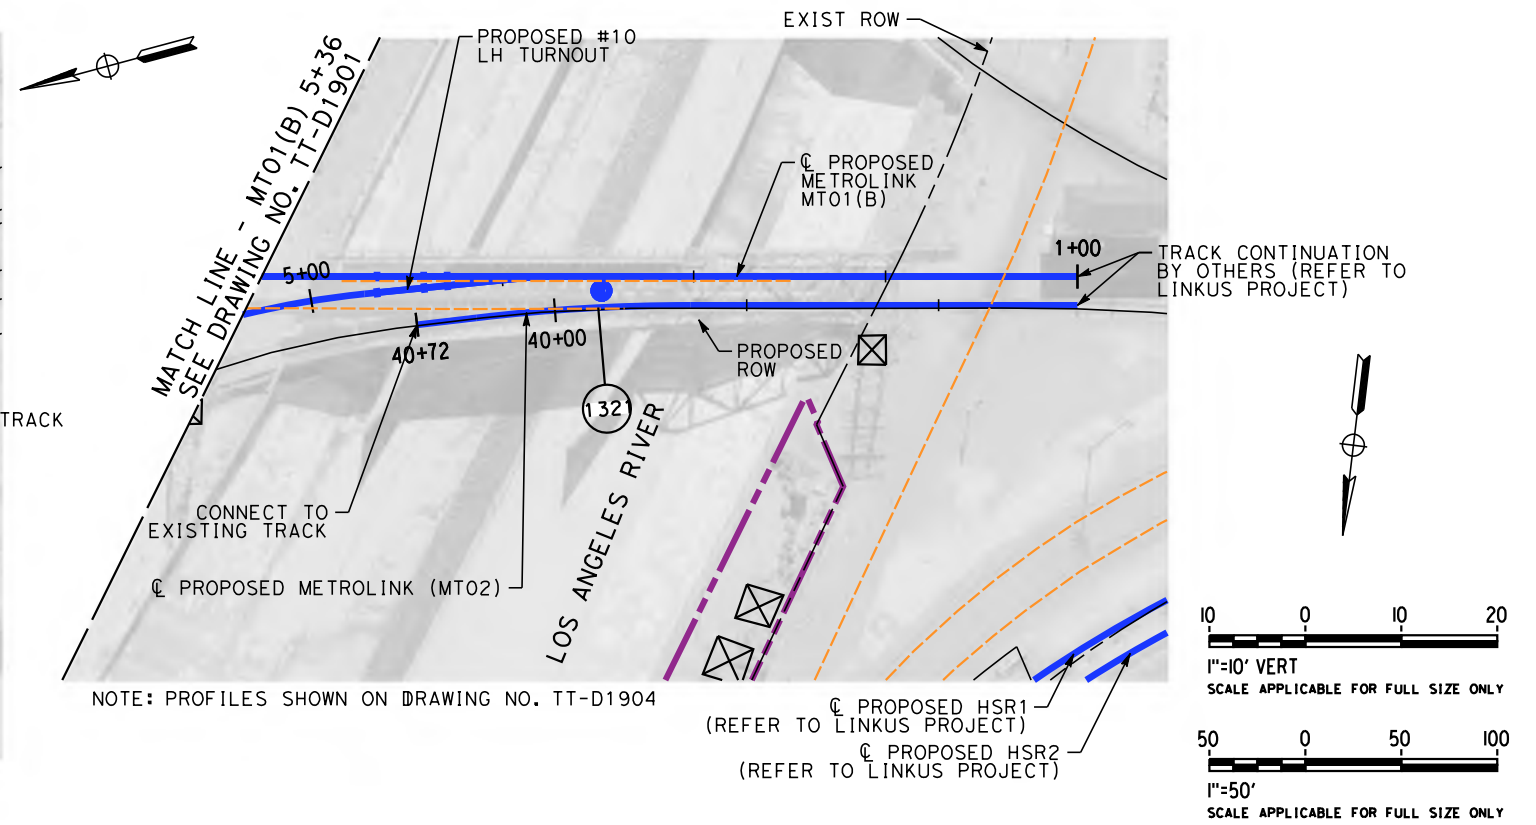 EXIST ROW
PROPOSED #10
LH TURNOUT
MATCH LINE - MT01(B) 5+36
SEE DRAWING NO. TT-D1901
℄ PROPOSED
METROLINK
MT01(B)
1+00
TRACK CONTINUATION
BY OTHERS (REFER TO
LINKUS PROJECT)
5+00
40+72
40+00
PROPOSED
ROW
1321
TRACK
LOS ANGELES RIVER
CONNECT TO
EXISTING TRACK
℄ PROPOSED METROLINK (MT02)
NOTE: PROFILES SHOWN ON DRAWING NO. TT-D1904
℄ PROPOSED HSR1
(REFER TO LINKUS PROJECT)
℄ PROPOSED HSR2
(REFER TO LINKUS PROJECT)
10 0 10 20
1"=10' VERT
SCALE APPLICABLE FOR FULL SIZE ONLY
50 0 50 100
1"=50'
SCALE APPLICABLE FOR FULL SIZE ONLY